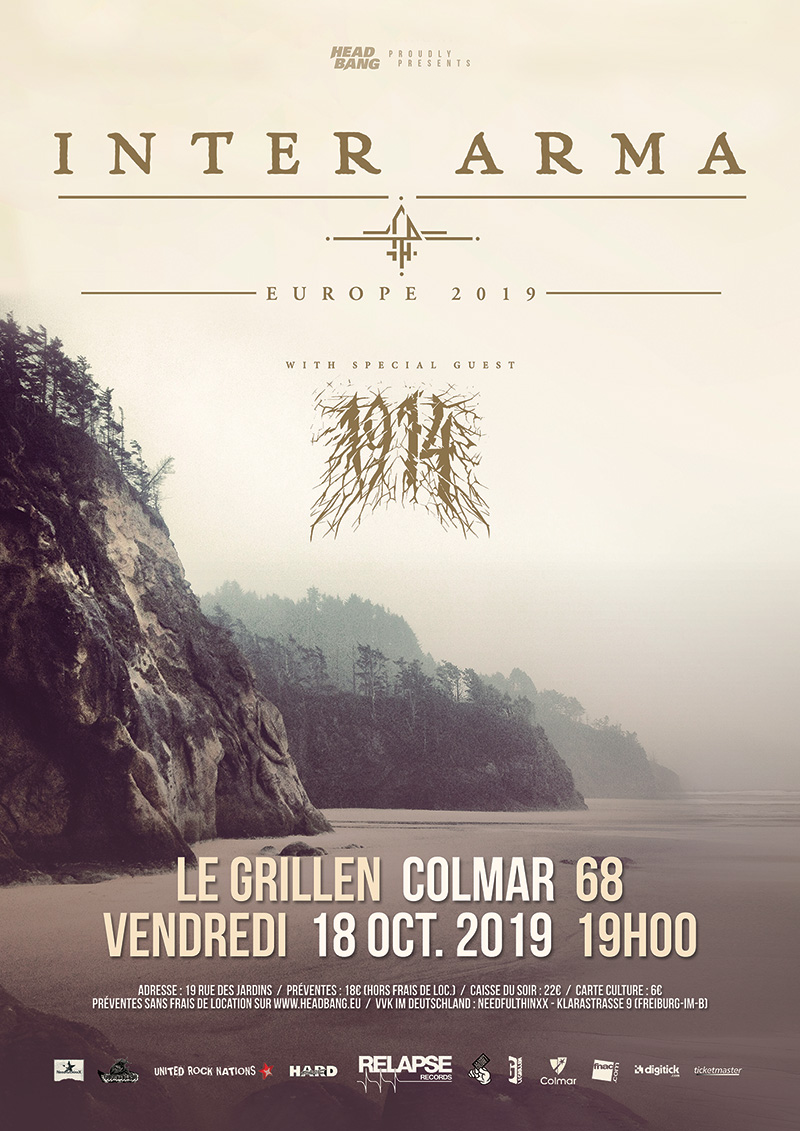 HEAD BANG PROUDLY PRESENTS
INTER ARMA
EUROPE 2019
WITH SPECIAL GUEST
1914
LE GRILLEN COLMAR 68
VENDREDI 18 OCT. 2019 19H00
ADRESSE : 19 RUE DES JARDINS / PRÉVENTES : 18€ (HORS FRAIS DE LOC.) / CAISSE DU SOIR : 22€ / CARTE CULTURE : 6€
PRÉVENTES SANS FRAIS DE LOCATION SUR WWW.HEADBANG.EU / VVK IM DEUTSCHLAND : NEEDFULTHINXX - KLARASTRASSE 9 (FREIBURG-IM-B)
UNITED ROCK NATIONS HARD RELAPSE RECORDS Colmar fnac.com digitick.com ticketmaster